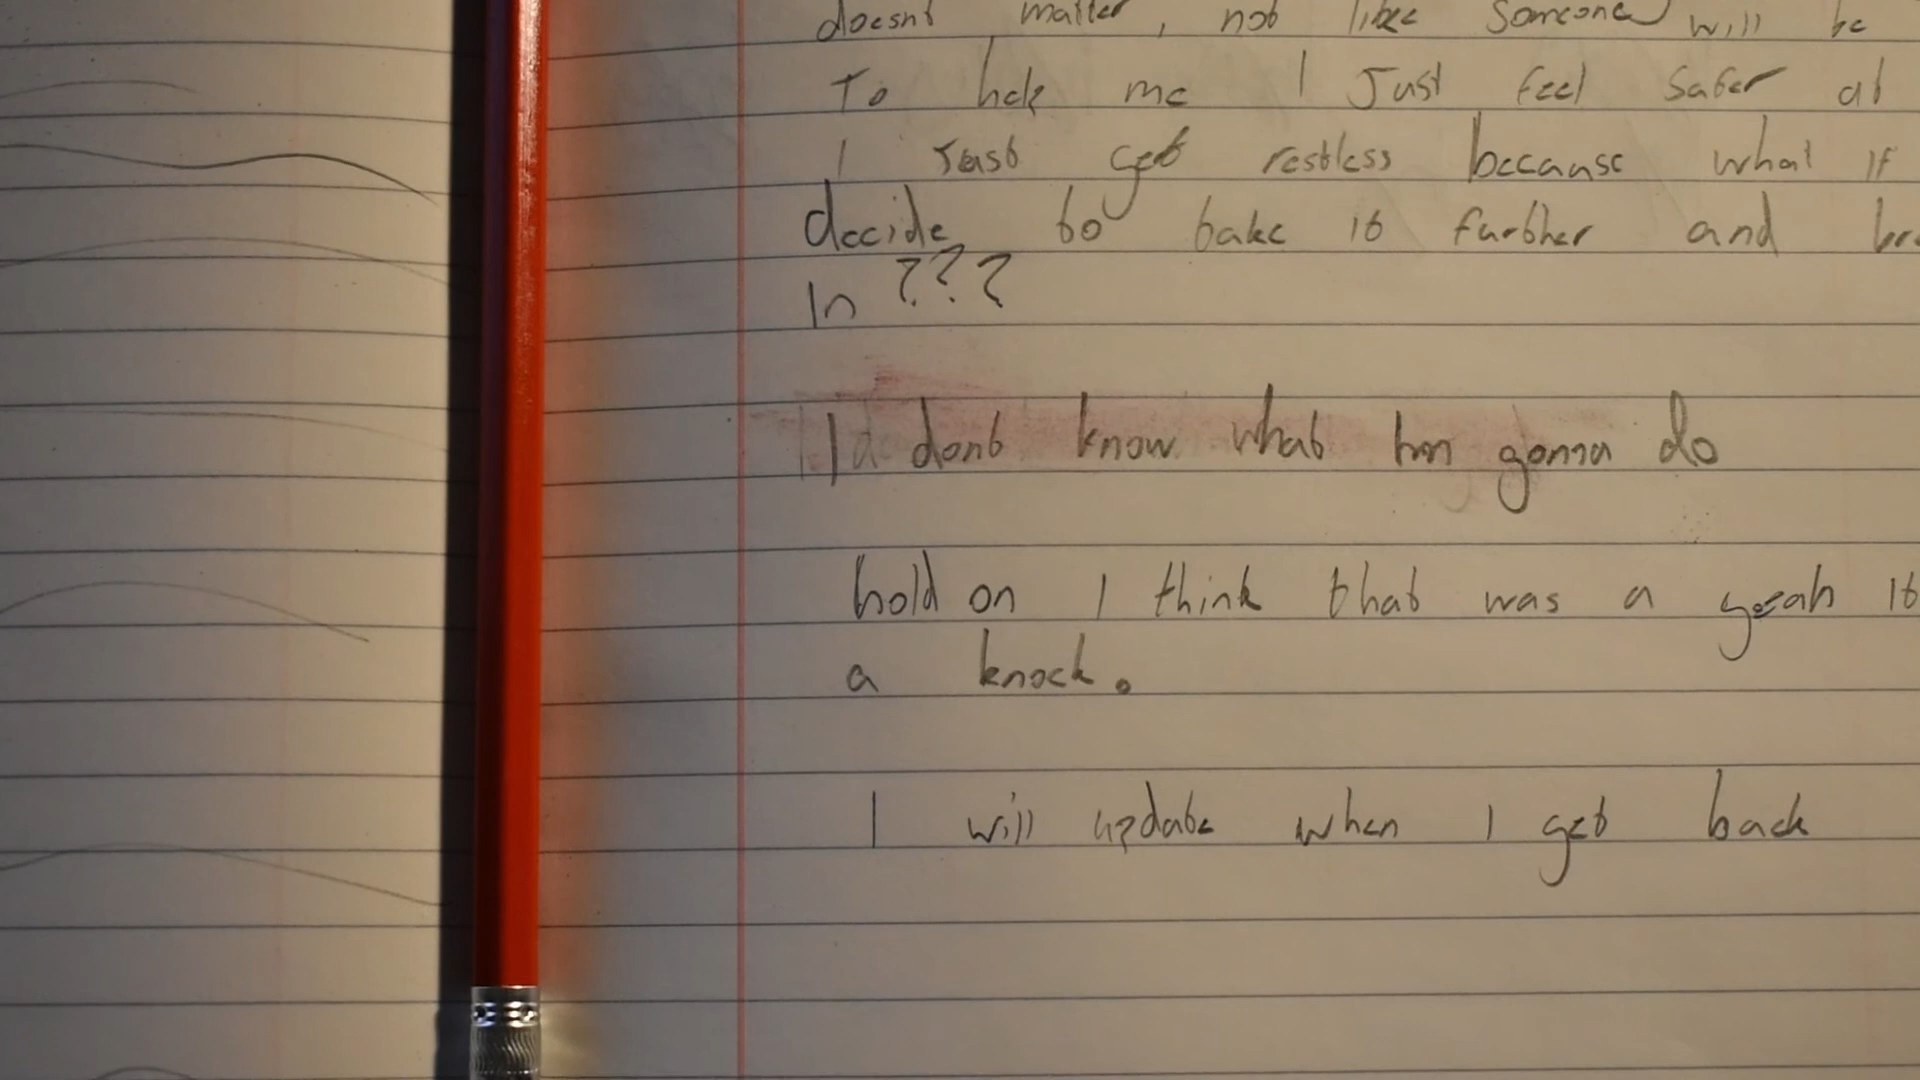 doesnt matter, not like someone will be
To help me I Just feel safer at
I Just get restless because what if
decide to take it further and
In ???
I dont know what Im gonna do
hold on I think that was a yeah it
a knock.
I will update when I get back